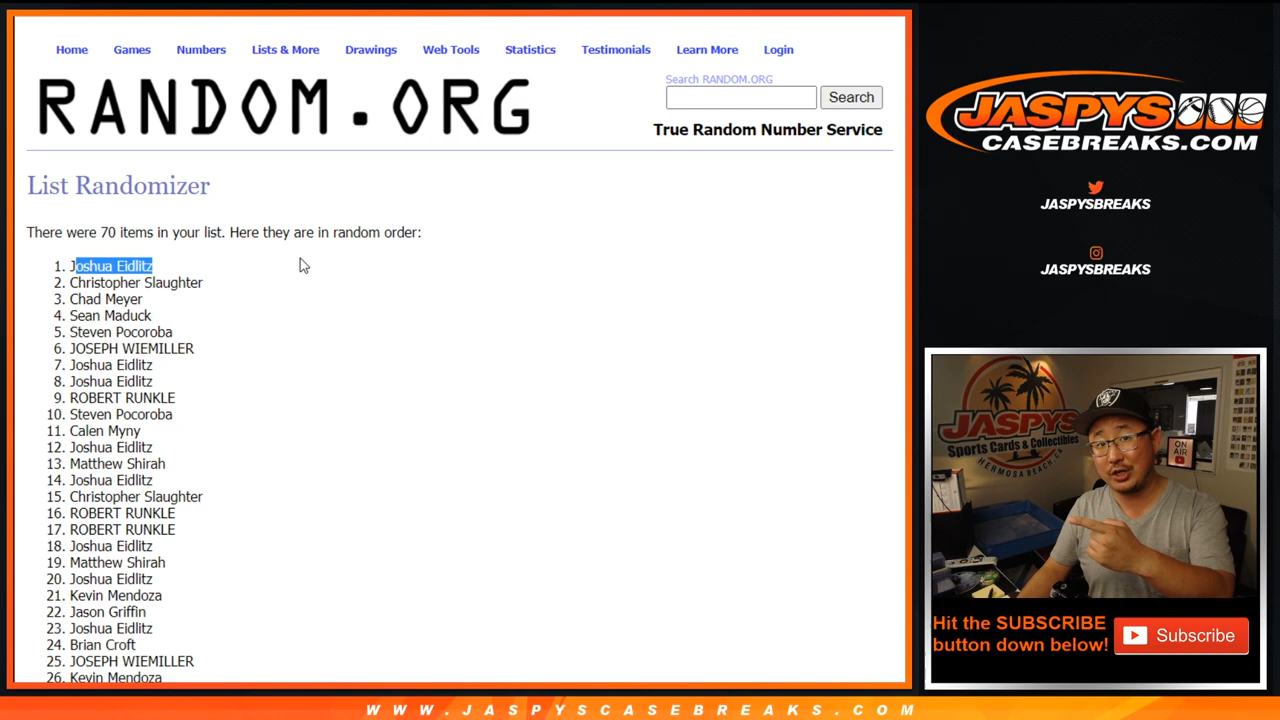 Home Games Numbers Lists & More Drawings Web Tools Statistics Testimonials Learn More Login
RANDOM.ORG
Search RANDOM.ORG
Search
True Random Number Service
List Randomizer
There were 70 items in your list. Here they are in random order:
1. Joshua Eidlitz
2. Christopher Slaughter
3. Chad Meyer
4. Sean Maduck
5. Steven Pocoroba
6. JOSEPH WIEMILLER
7. Joshua Eidlitz
8. Joshua Eidlitz
9. ROBERT RUNKLE
10. Steven Pocoroba
11. Calen Myny
12. Joshua Eidlitz
13. Matthew Shirah
14. Joshua Eidlitz
15. Christopher Slaughter
16. ROBERT RUNKLE
17. ROBERT RUNKLE
18. Joshua Eidlitz
19. Matthew Shirah
20. Joshua Eidlitz
21. Kevin Mendoza
22. Jason Griffin
23. Joshua Eidlitz
24. Brian Croft
25. JOSEPH WIEMILLER
26. Kevin Mendoza
JASPYS
CASEBREAKS.COM
JASPYSBREAKS
JASPYSBREAKS
JASPYS
Sports Cards & Collectibles
HERMOSA BEACH, CA
ON
AIR
Hit the SUBSCRIBE
button down below!
Subscribe
WWW.JASPYSCASEBREAKS.COM